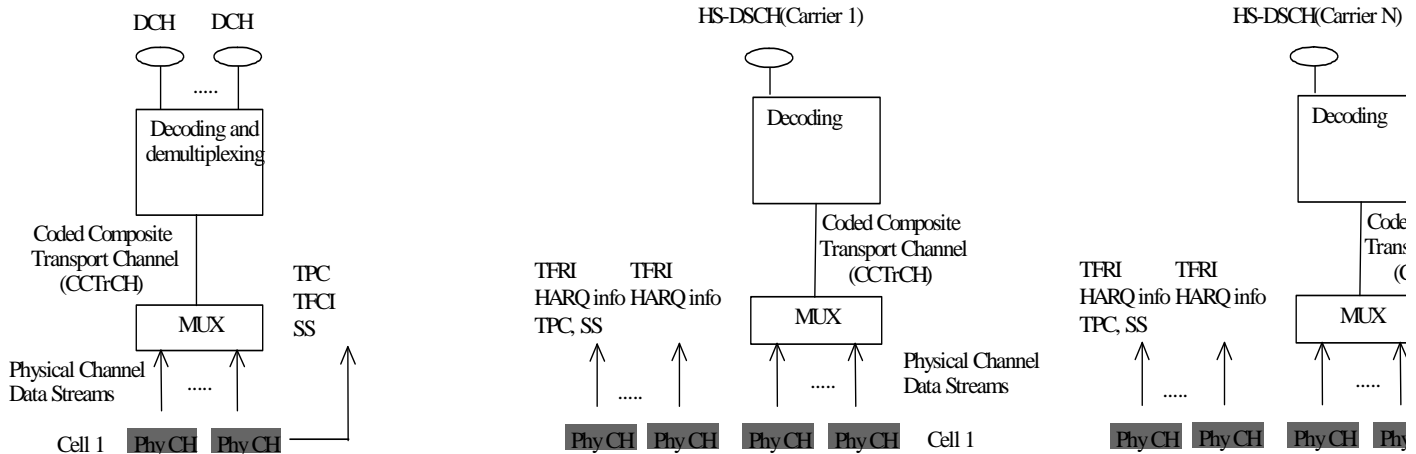 DCH DCH
.....
Decoding and
demultiplexing
Coded Composite
Transport Channel
(CCTrCH)
TPC
TFCI
SS
MUX
Physical Channel
Data Streams
.....
Cell 1 Phy CH Phy CH
HS-DSCH(Carrier 1)
Decoding
Coded Composite
Transport Channel
(CCTrCH)
TFRI TFRI
HARQ info HARQ info
TPC, SS
MUX
Physical Channel
Data Streams
..... .....
Phy CH Phy CH Phy CH Phy CH Cell 1
HS-DSCH(Carrier N)
Decoding
TFRI TFRI
HARQ info HARQ info
TPC, SS
MUX
..... .....
Phy CH Phy CH Phy CH